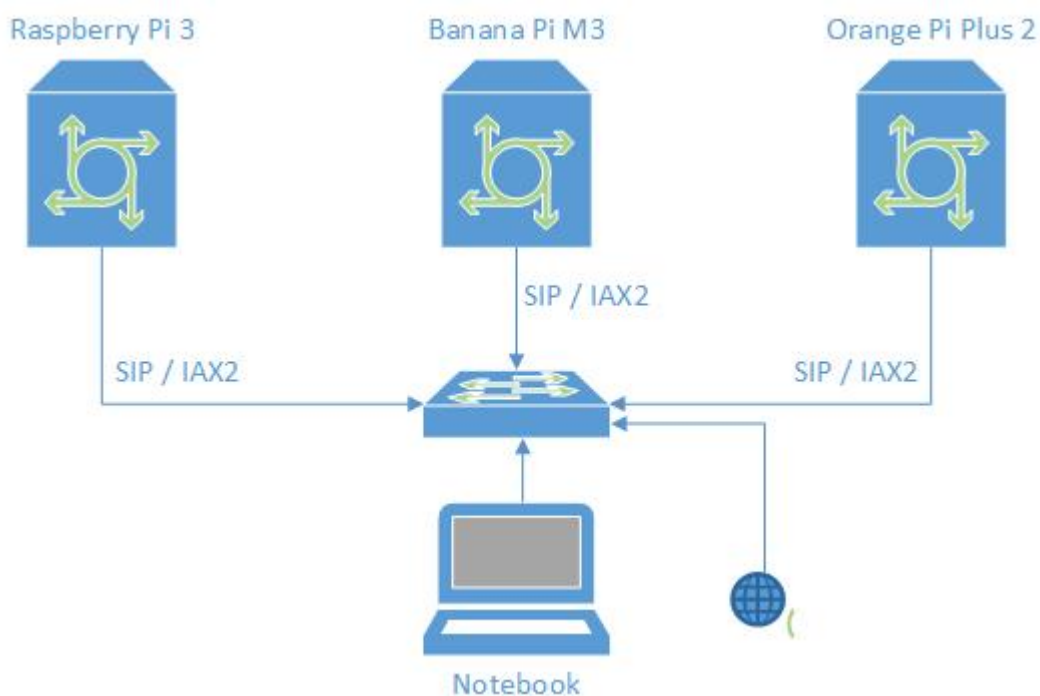 Raspberry Pi 3
Banana Pi M3
Orange Pi Plus 2
SIP / IAX2
SIP / IAX2
SIP / IAX2
Notebook